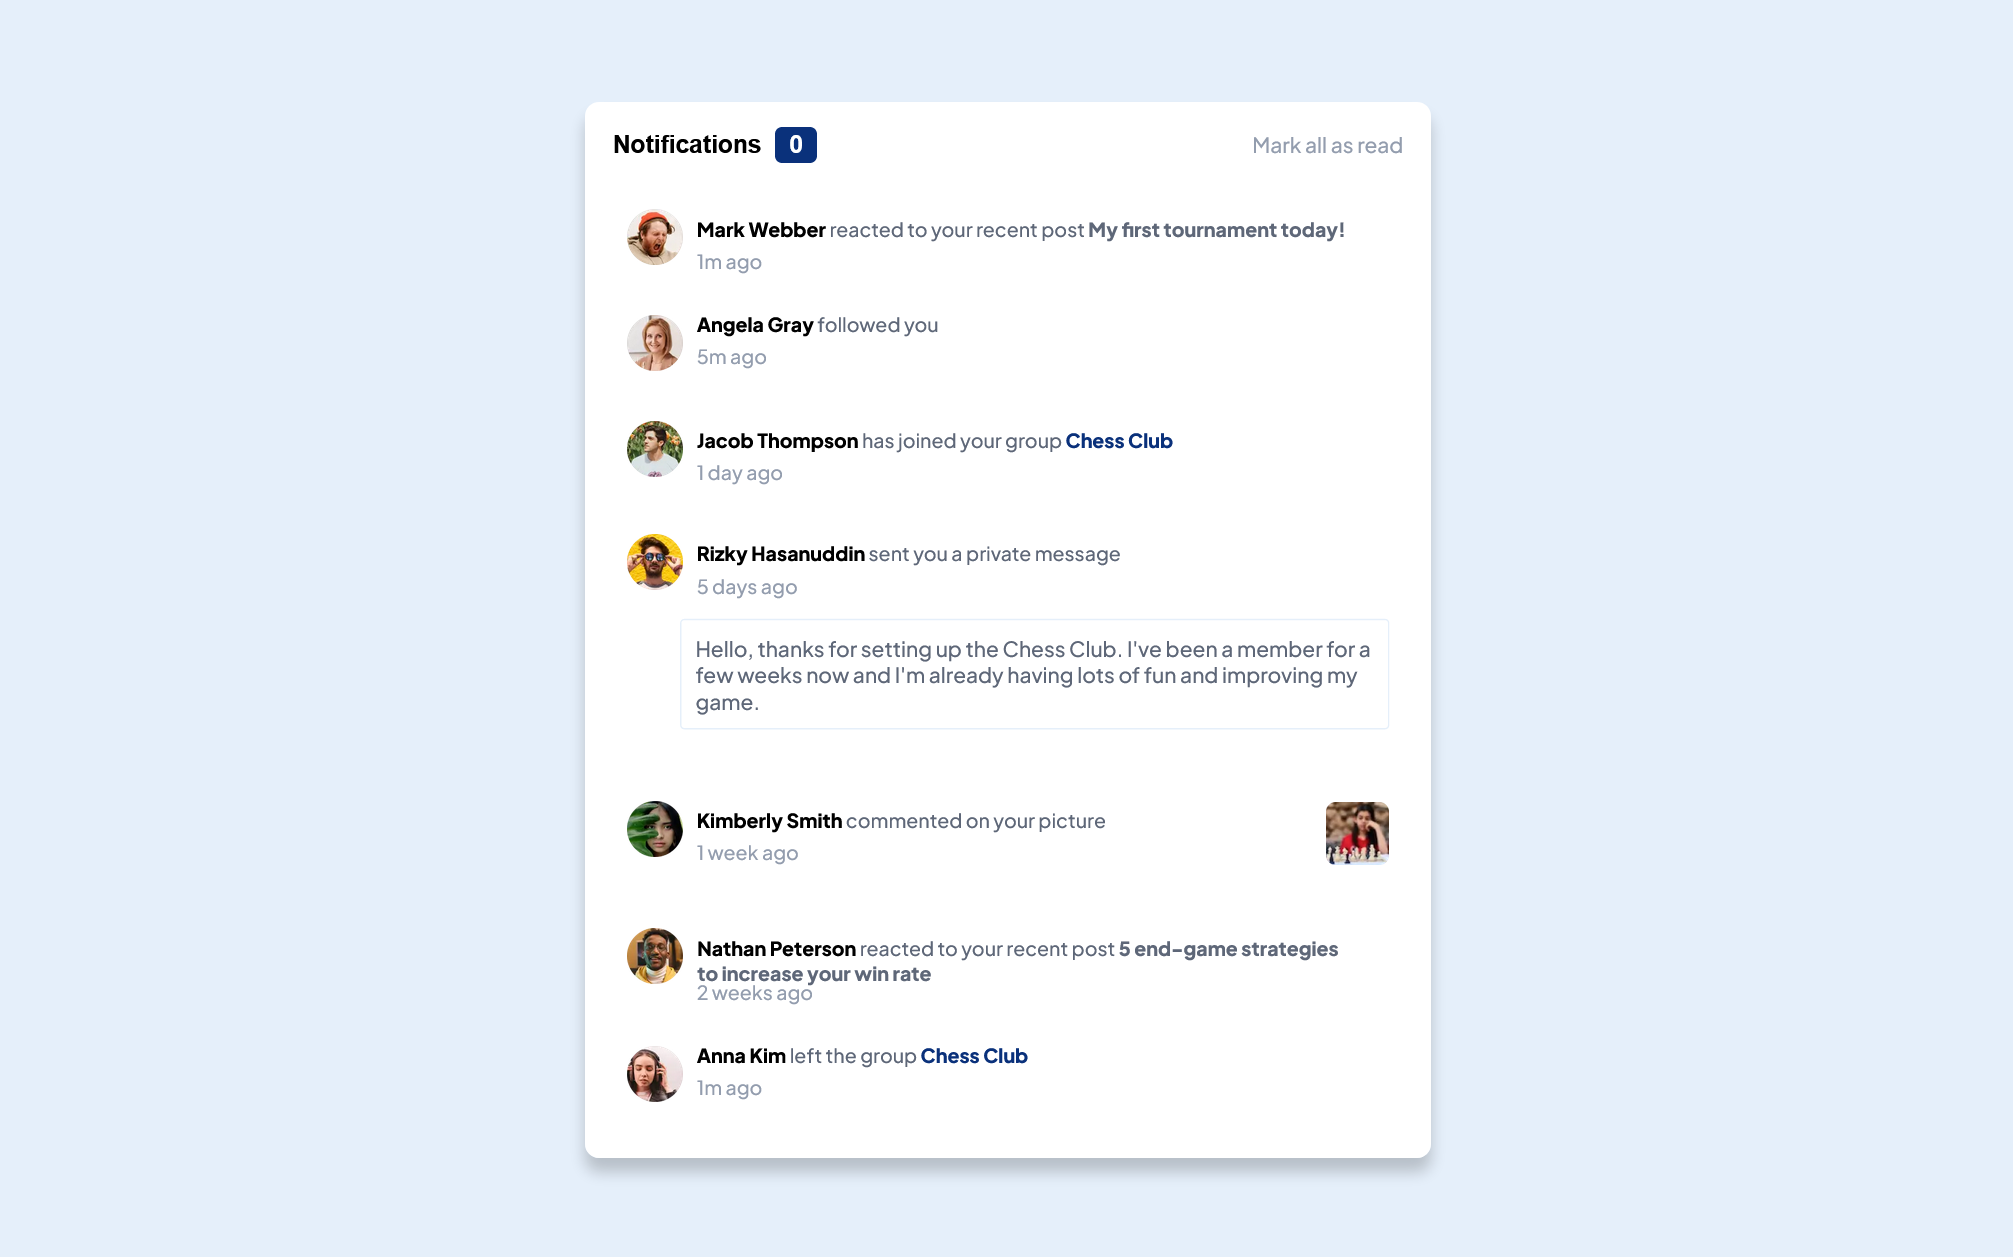 Notifications 0 Mark all as read
Mark Webber reacted to your recent post My first tournament today!
1m ago
Angela Gray followed you
5m ago
Jacob Thompson has joined your group Chess Club
1 day ago
Rizky Hasanuddin sent you a private message
5 days ago
Hello, thanks for setting up the Chess Club. I've been a member for a
few weeks now and I'm already having lots of fun and improving my
game.
Kimberly Smith commented on your picture
1 week ago
Nathan Peterson reacted to your recent post 5 end-game strategies
to increase your win rate
2 weeks ago
Anna Kim left the group Chess Club
1m ago